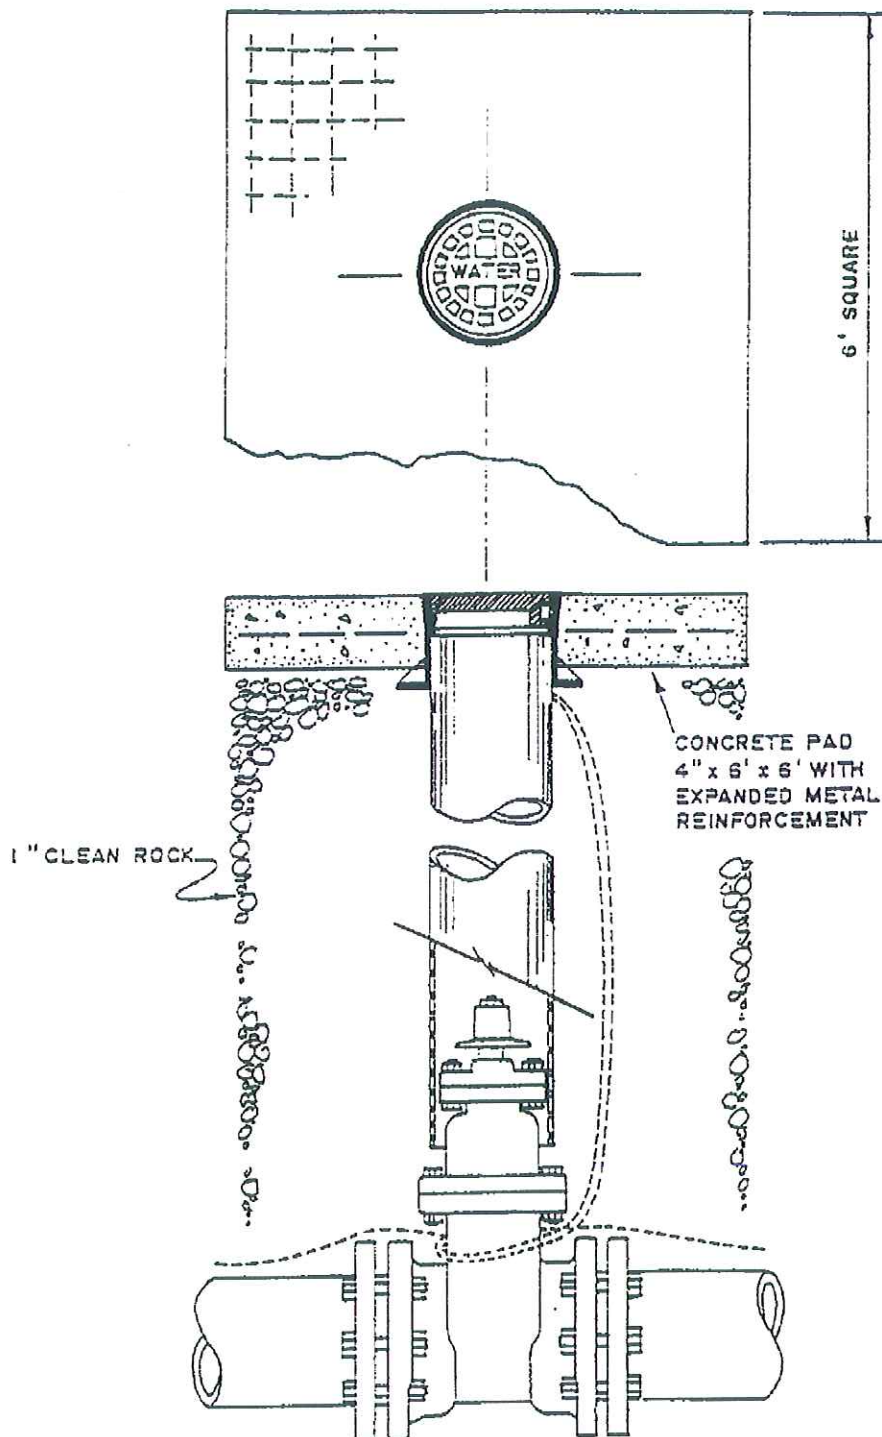 WATER
6' SQUARE
CONCRETE PAD
4" x 6' x 6' WITH
EXPANDED METAL
REINFORCEMENT
1" CLEAN ROCK